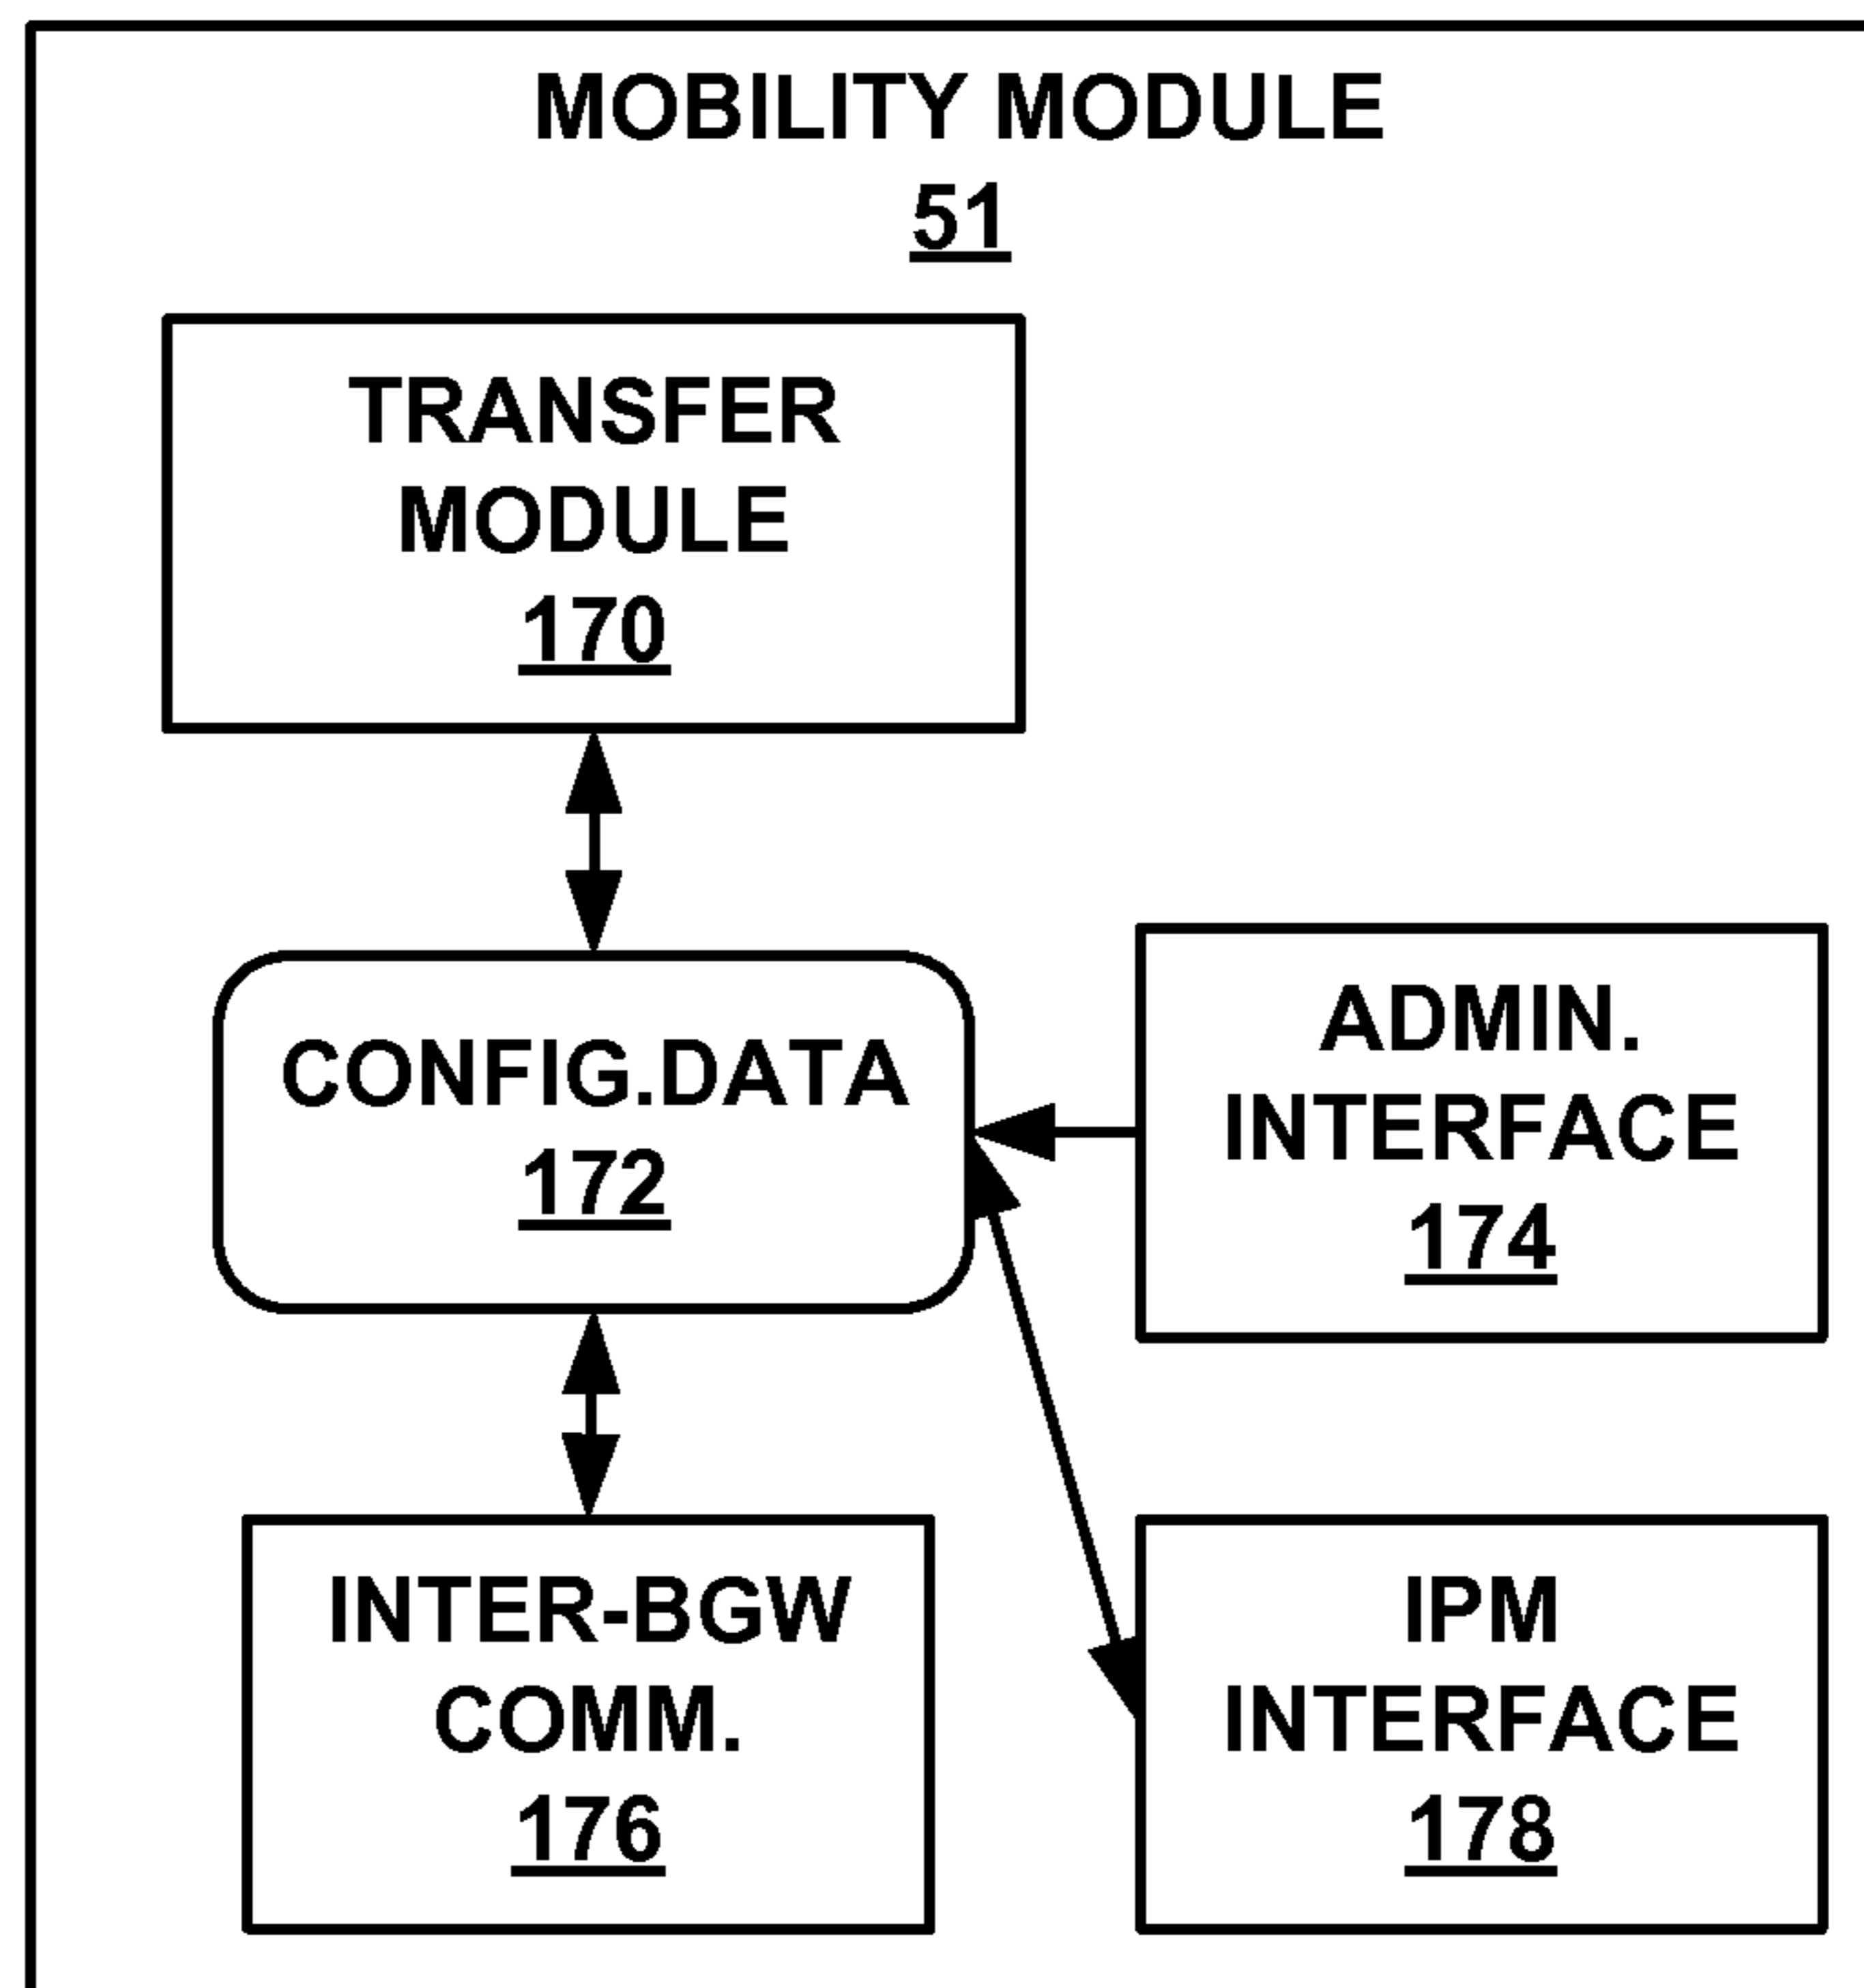 MOBILITY MODULE
51
TRANSFER
MODULE
170
CONFIG.DATA
172
ADMIN.
INTERFACE
174
INTER-BGW
COMM.
176
IPM
INTERFACE
178